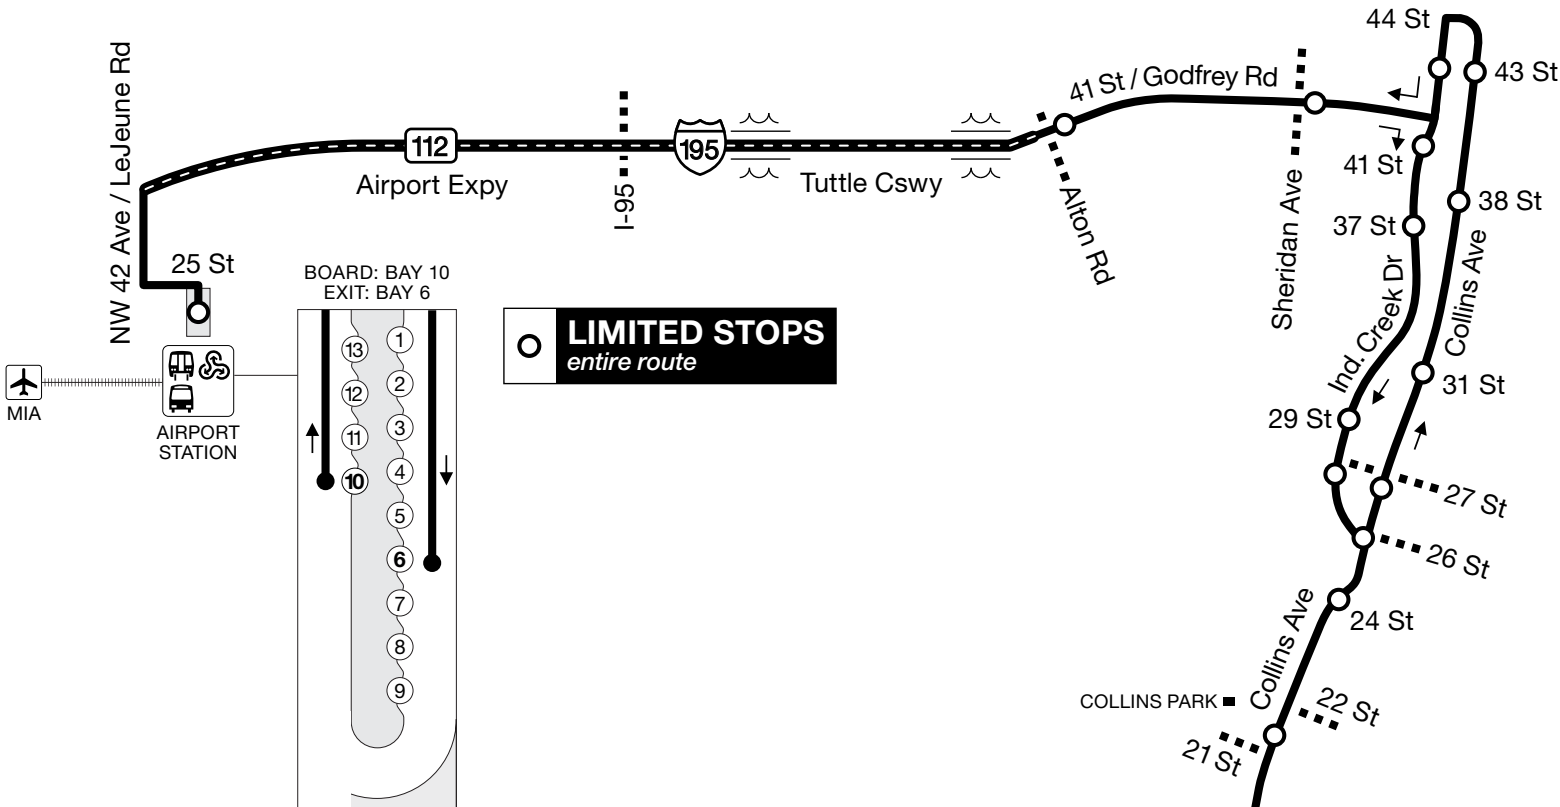 44 St
43 St
41 St / Godfrey Rd
NW 42 Ave / LeJeune Rd
112
Airport Expy
I-95
195
Tuttle Cswy
Alton Rd
Sheridan Ave
41 St
38 St
37 St
Ind. Creek Dr
Collins Ave
25 St
BOARD: BAY 10
EXIT: BAY 6
LIMITED STOPS
entire route
MIA
AIRPORT
STATION
13
12
11
10
1
2
3
4
5
6
7
8
9
31 St
29 St
27 St
26 St
24 St
Collins Ave
COLLINS PARK
22 St
21 St